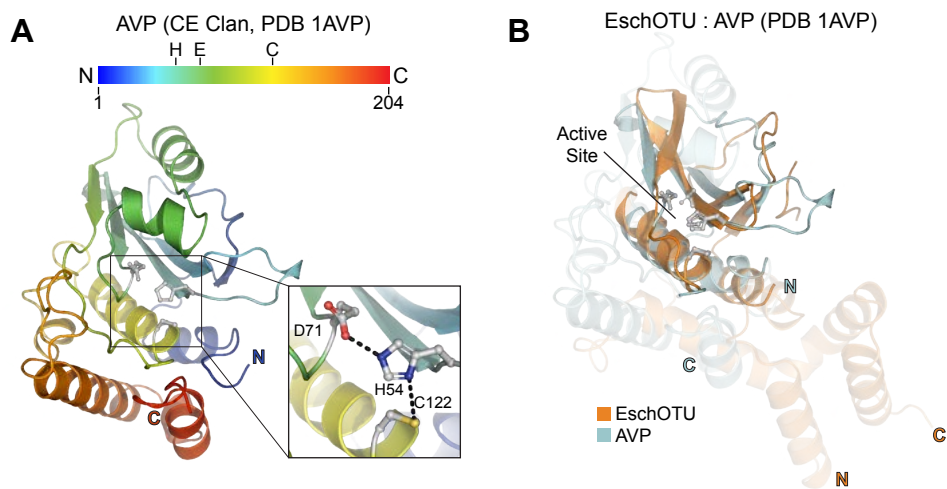 A
AVP (CE Clan, PDB 1AVP)
H E C
N C
1 204
D71
H54
C122
N
C
B
EschOTU : AVP (PDB 1AVP)
Active
Site
N
C
EschOTU
AVP
C
N